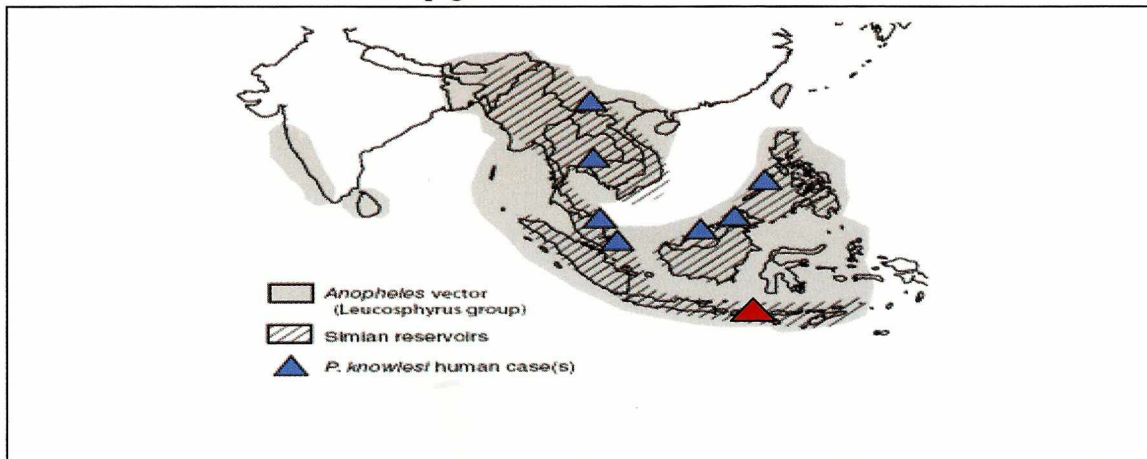 Anopheles vector
(Leucosphyrus group)
Simian reservoirs
P. knowlesi human case(s)